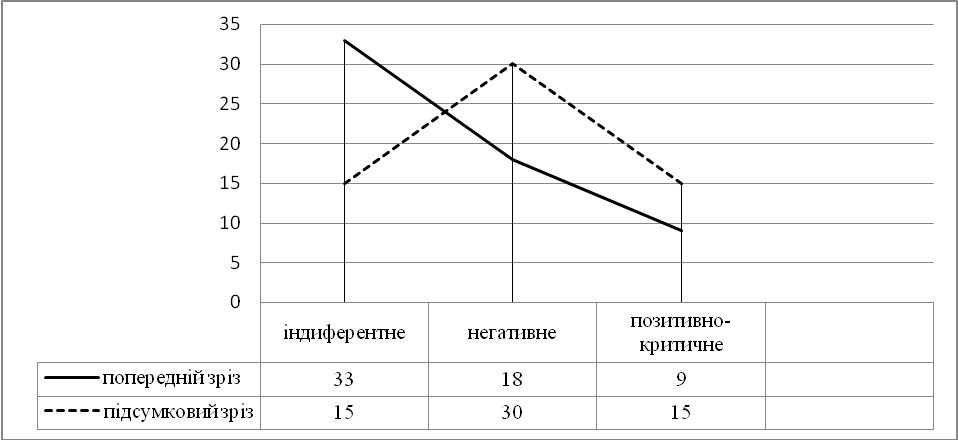 35
30
25
20
15
10
5
0
індиферентне
негативне
позитивно-
критичне
попередній зріз 33 18 9
підсумковий зріз 15 30 15